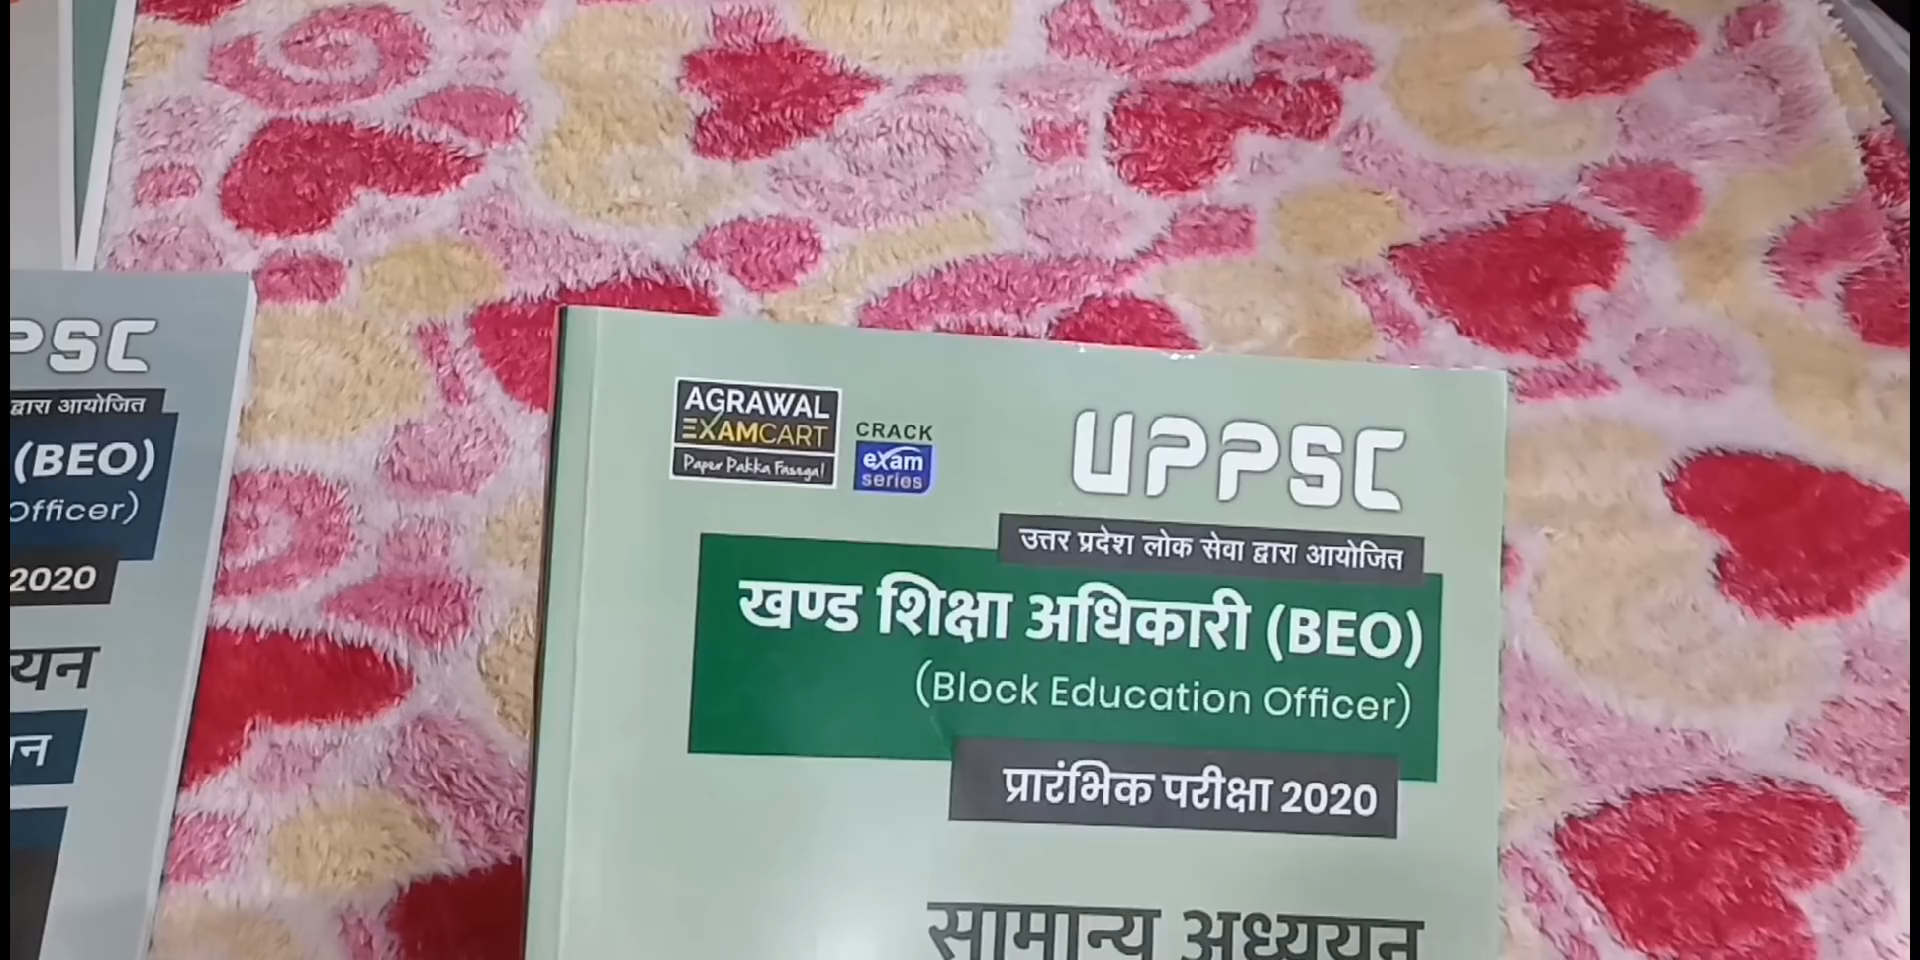 PSC
द्वारा आयोजित
(BEO)
Officer)
2020
यन
न
AGRAWAL
EXAMCART
Paper Pakka Fasega!
CRACK
exam
series
UPPSC
उत्तर प्रदेश लोक सेवा द्वारा आयोजित
खण्ड शिक्षा अधिकारी (BEO)
(Block Education Officer)
प्रारंभिक परीक्षा 2020
सामान्य अध्ययन